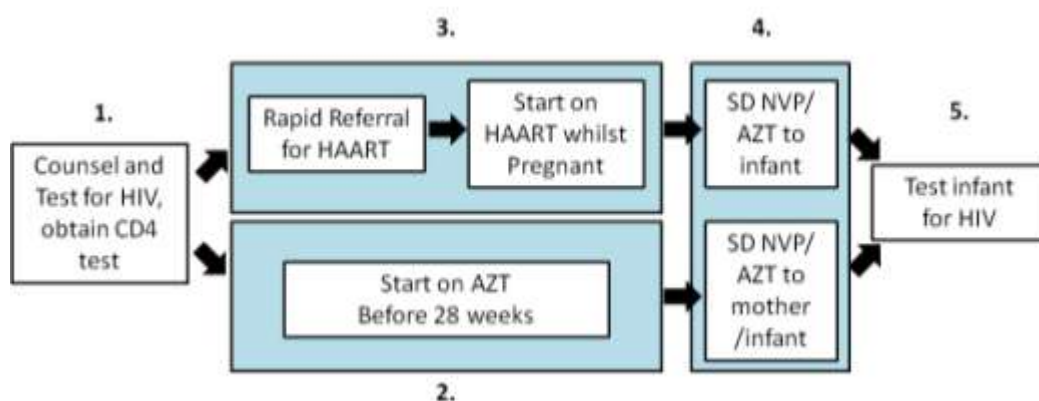 3.
4.
1.
5.
Counsel and
Test for HIV,
obtain CD4
test
Rapid Referral
for HAART
Start on
HAART whilst
Pregnant
SD NVP/
AZT to
infant
Test infant
for HIV
Start on AZT
Before 28 weeks
SD NVP/
AZT to
mother
/infant
2.